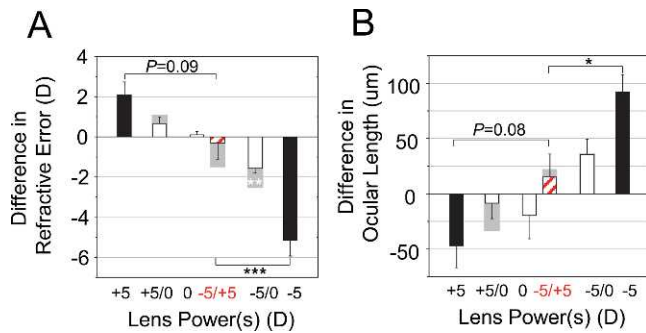 A
Difference in
Refractive Error (D)
4
2
0
-2
-4
-6
P=0.09
**
***
+5 +5/0 0 -5/+5 -5/0 -5
Lens Power(s) (D)
B
Difference in
Ocular Length (um)
100
50
0
-50
*
P=0.08
+5 +5/0 0 -5/+5 -5/0 -5
Lens Power(s) (D)